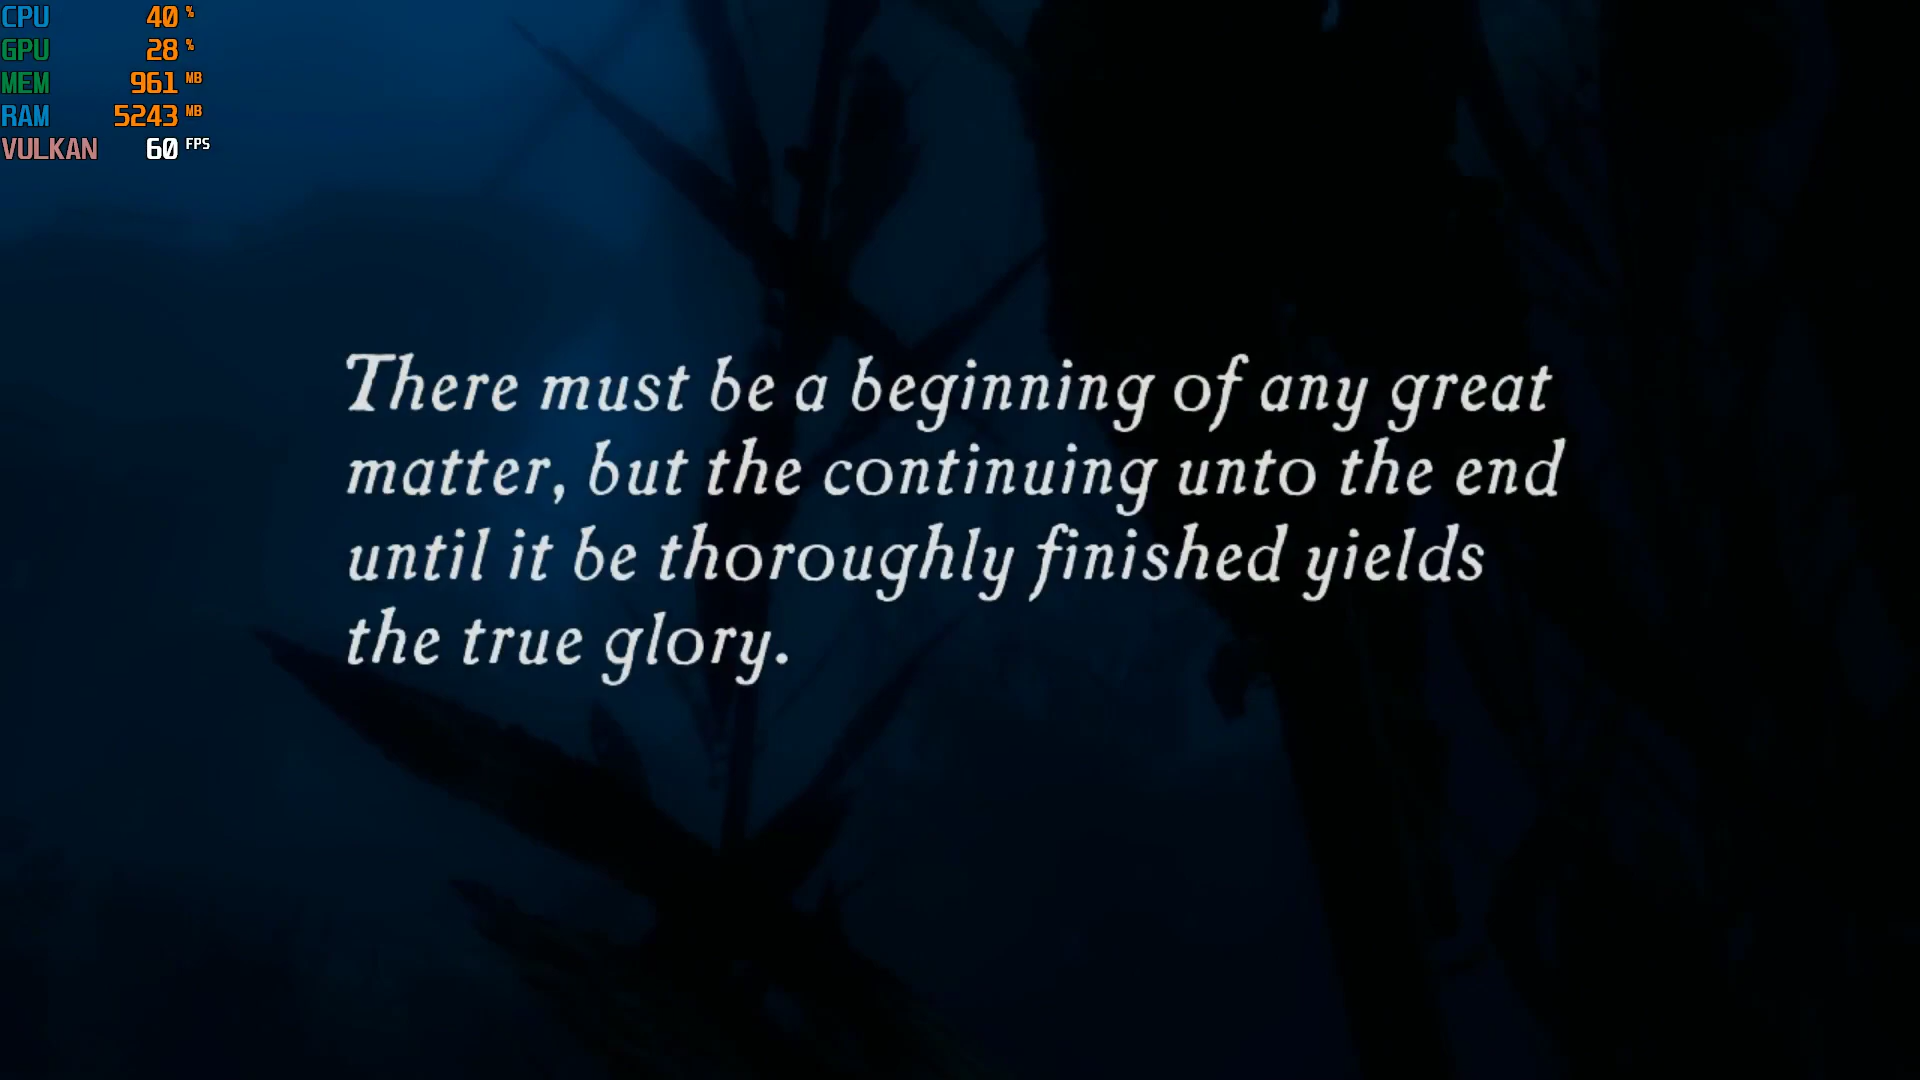 CPU 40 %
GPU 28 %
MEM 961 MB
RAM 5243 MB
VULKAN 60 FPS
There must be a beginning of any great
matter, but the continuing unto the end
until it be thoroughly finished yields
the true glory.